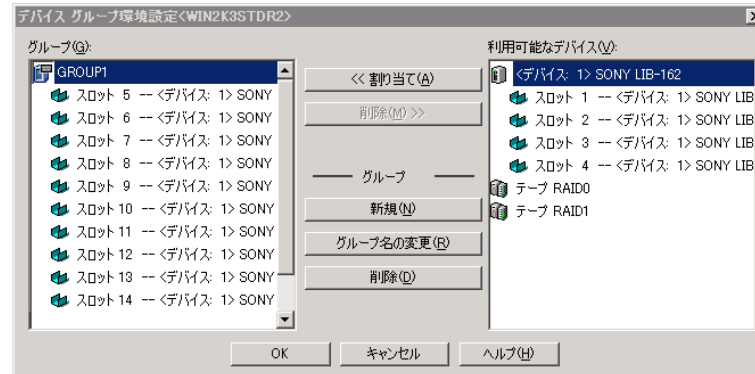 デバイス グループ環境設定<WIN2K3STDR2>
グループ(G):
GROUP1
スロット 5 -- <デバイス: 1> SONY
スロット 6 -- <デバイス: 1> SONY
スロット 7 -- <デバイス: 1> SONY
スロット 8 -- <デバイス: 1> SONY
スロット 9 -- <デバイス: 1> SONY
スロット 10 -- <デバイス: 1> SONY
スロット 11 -- <デバイス: 1> SONY
スロット 12 -- <デバイス: 1> SONY
スロット 13 -- <デバイス: 1> SONY
スロット 14 -- <デバイス: 1> SONY
<< 割り当て(A)
削除(M) >>
グループ
新規(N)
グループ名の変更(R)
削除(D)
利用可能なデバイス(V):
<デバイス: 1> SONY LIB-162
スロット 1 -- <デバイス: 1> SONY LIB
スロット 2 -- <デバイス: 1> SONY LIB
スロット 3 -- <デバイス: 1> SONY LIB
スロット 4 -- <デバイス: 1> SONY LIB
テープ RAID0
テープ RAID1
OK
キャンセル
ヘルプ(H)